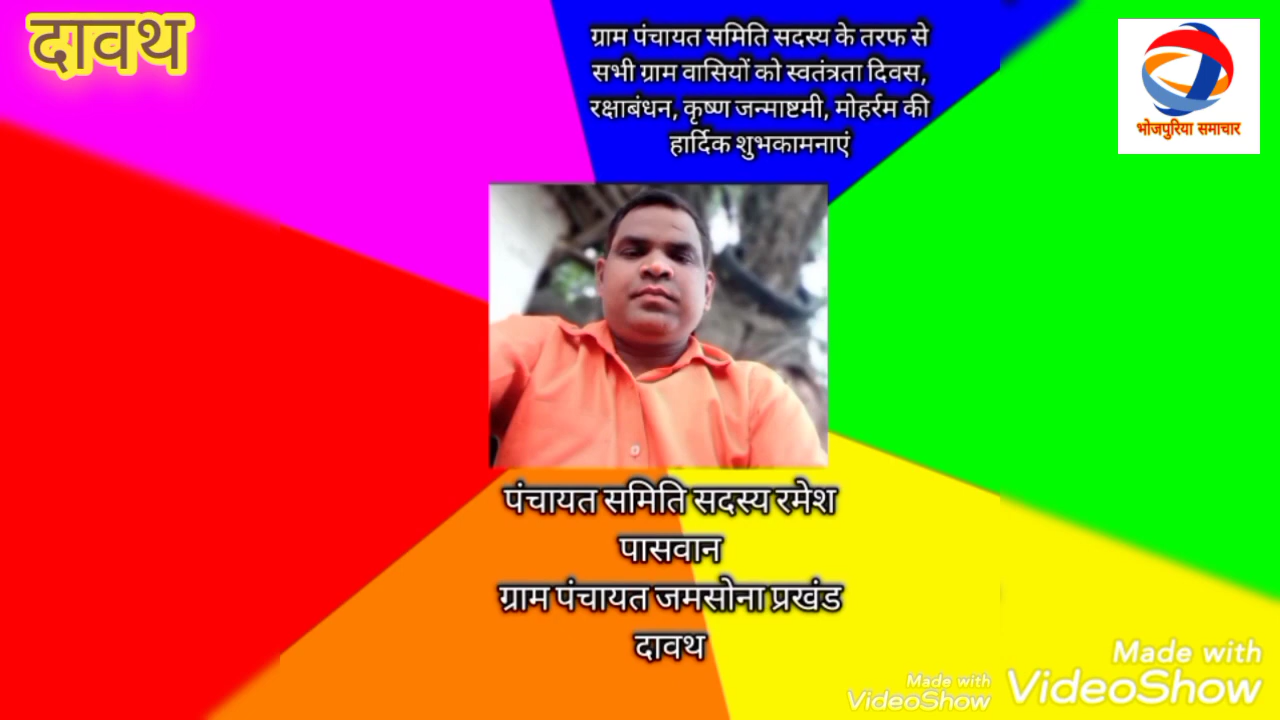 दावथ
ग्राम पंचायत समिति सदस्य के तरफ से
सभी ग्राम वासियों को स्वतंत्रता दिवस,
रक्षाबंधन, कृष्ण जन्माष्टमी, मोहर्रम की
हार्दिक शुभकामनाएं
भोजपुरिया समाचार
पंचायत समिति सदस्य रमेश
पासवान
ग्राम पंचायत जमसोना प्रखंड
दावथ
Made with
VideoShow
Made with
VideoShow